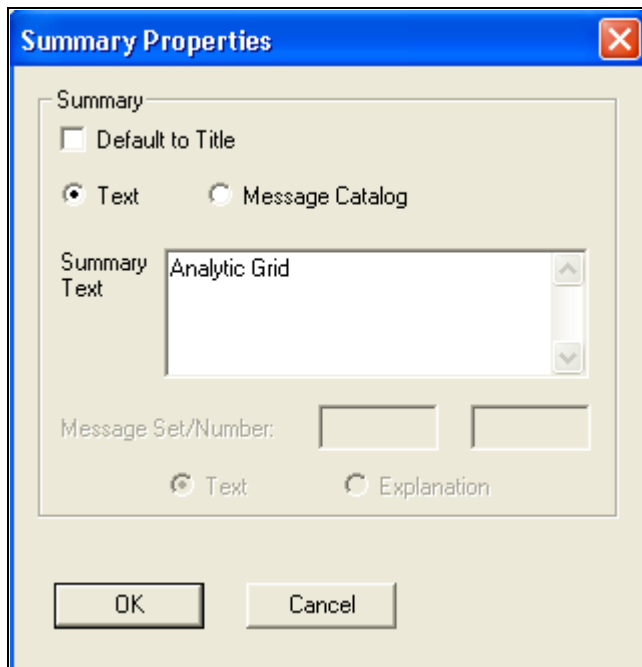 Summary Properties
Summary
Default to Title
Text Message Catalog
Summary
Text
Analytic Grid
Message Set/Number:
Text Explanation
OK Cancel